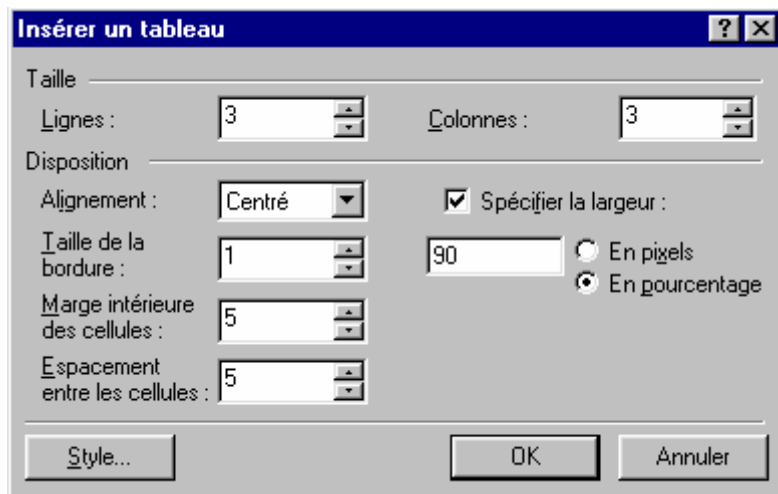 Insérer un tableau
Taille
Lignes : 3 Colonnes : 3
Disposition
Alignement : Centré Spécifier la largeur :
Taille de la
bordure : 1 90 En pixels
En pourcentage
Marge intérieure
des cellules : 5
Espacement
entre les cellules : 5
Style... OK Annuler